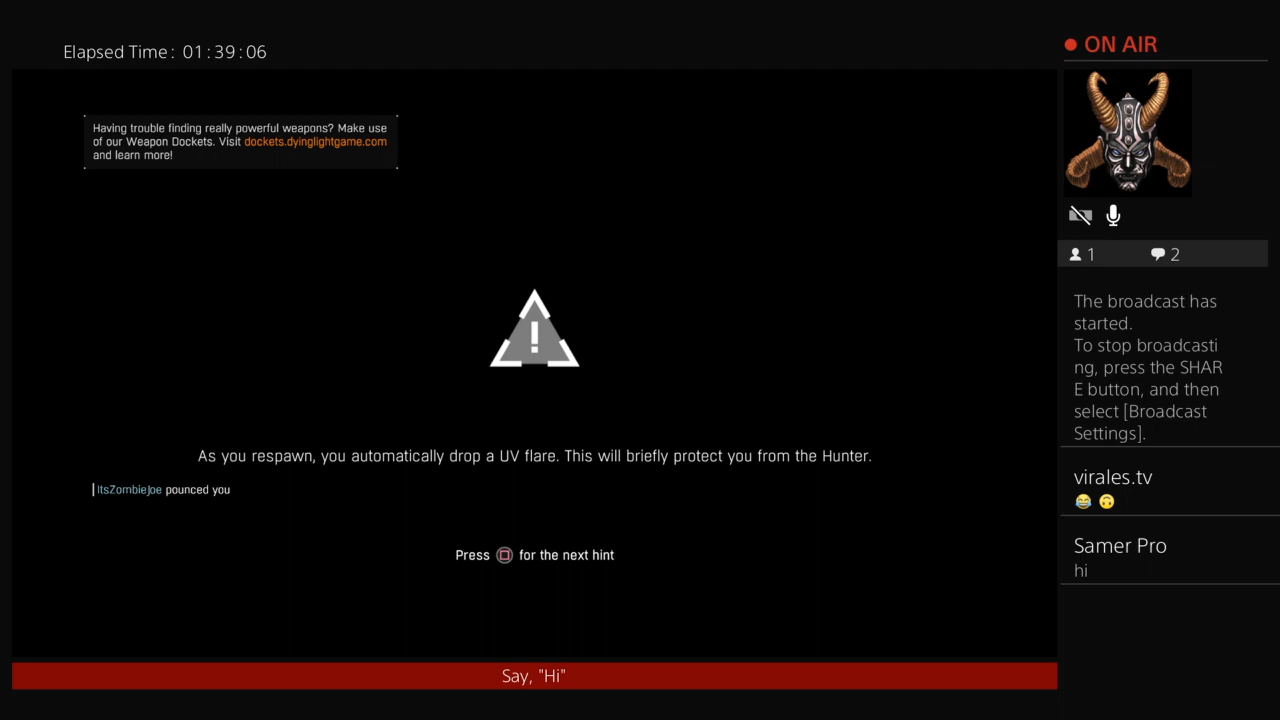 Elapsed Time: 01:39:06
ON AIR
Having trouble finding really powerful weapons? Make use
of our Weapon Dockets. Visit dockets.dyinglightgame.com
and learn more!
1
2
The broadcast has
started.
To stop broadcasti
ng, press the SHAR
E button, and then
select [Broadcast
Settings].
As you respawn, you automatically drop a UV flare. This will briefly protect you from the Hunter.
ItsZombieJoe pounced you
virales.tv
😂 🙃
Press for the next hint
Samer Pro
hi
Say, "Hi"